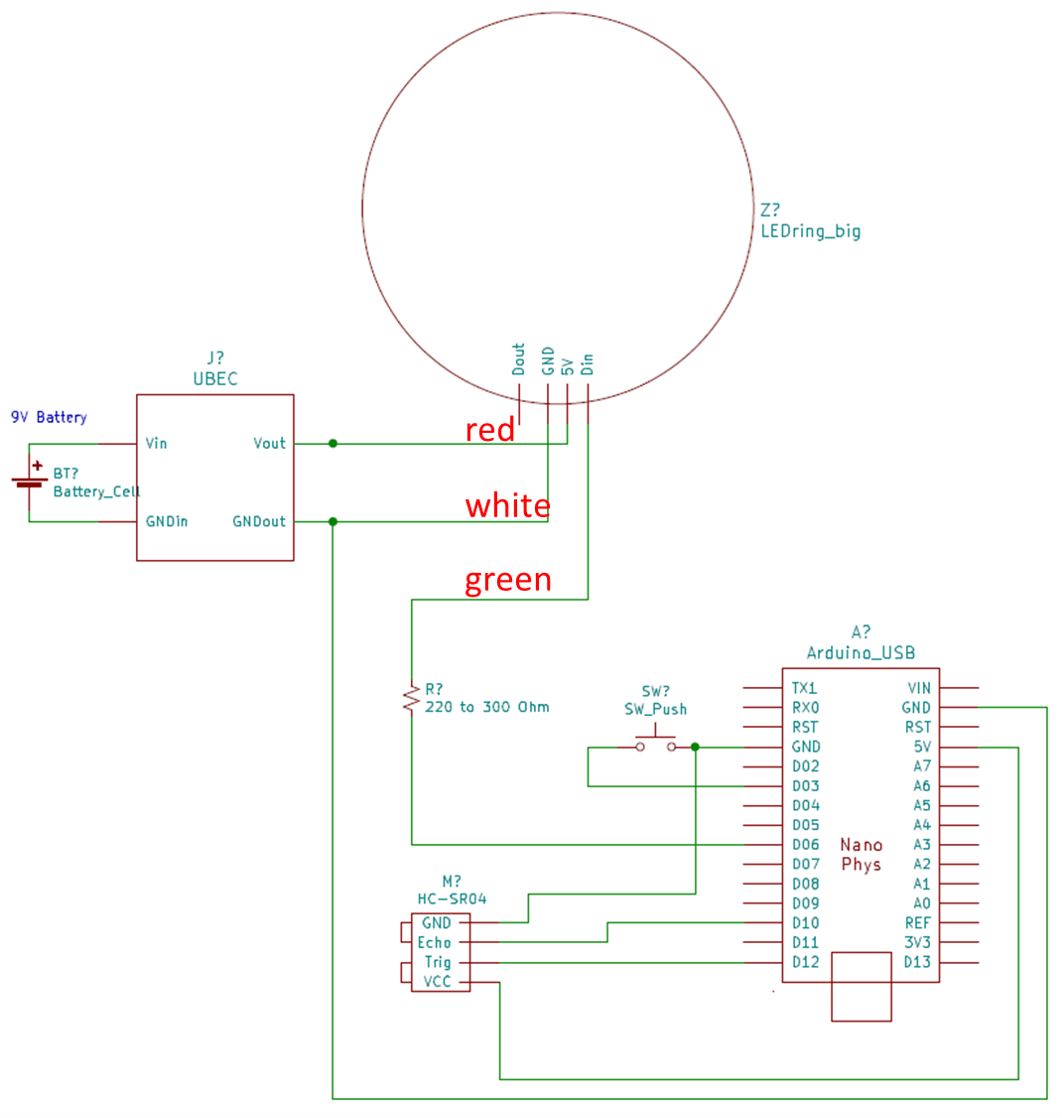 Z?
LEDring_big
Dout
GND
5V
Din
J?
UBEC
9V Battery
Vin
Vout
red
BT?
Battery_Cell
GNDin
GNDout
white
green
A?
Arduino_USB
R?
220 to 300 Ohm
SW?
SW_Push
TX1
VIN
RX0
GND
RST
RST
GND
5V
D02
A7
D03
A6
D04
A5
D05
A4
D06
A3
D07
A2
D08
A1
D09
A0
D10
REF
D11
3V3
D12
D13
Nano
Phys
M?
HC-SR04
GND
Echo
Trig
VCC